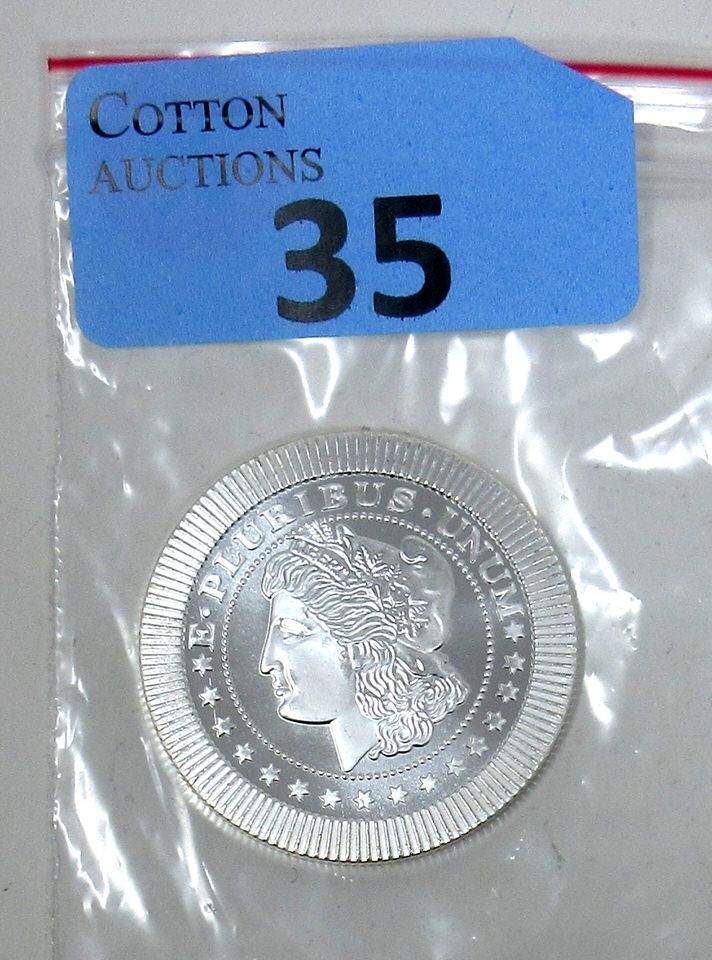 COTTON
AUCTIONS
35
E · PLURIBUS · UNUM